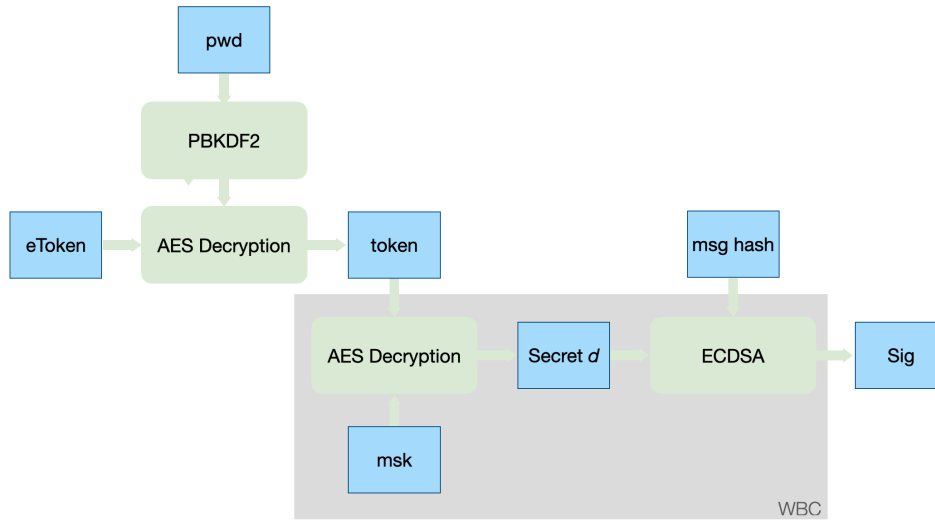 pwd
PBKDF2
eToken
AES Decryption
token
msg hash
AES Decryption
Secret d
ECDSA
Sig
msk
WBC